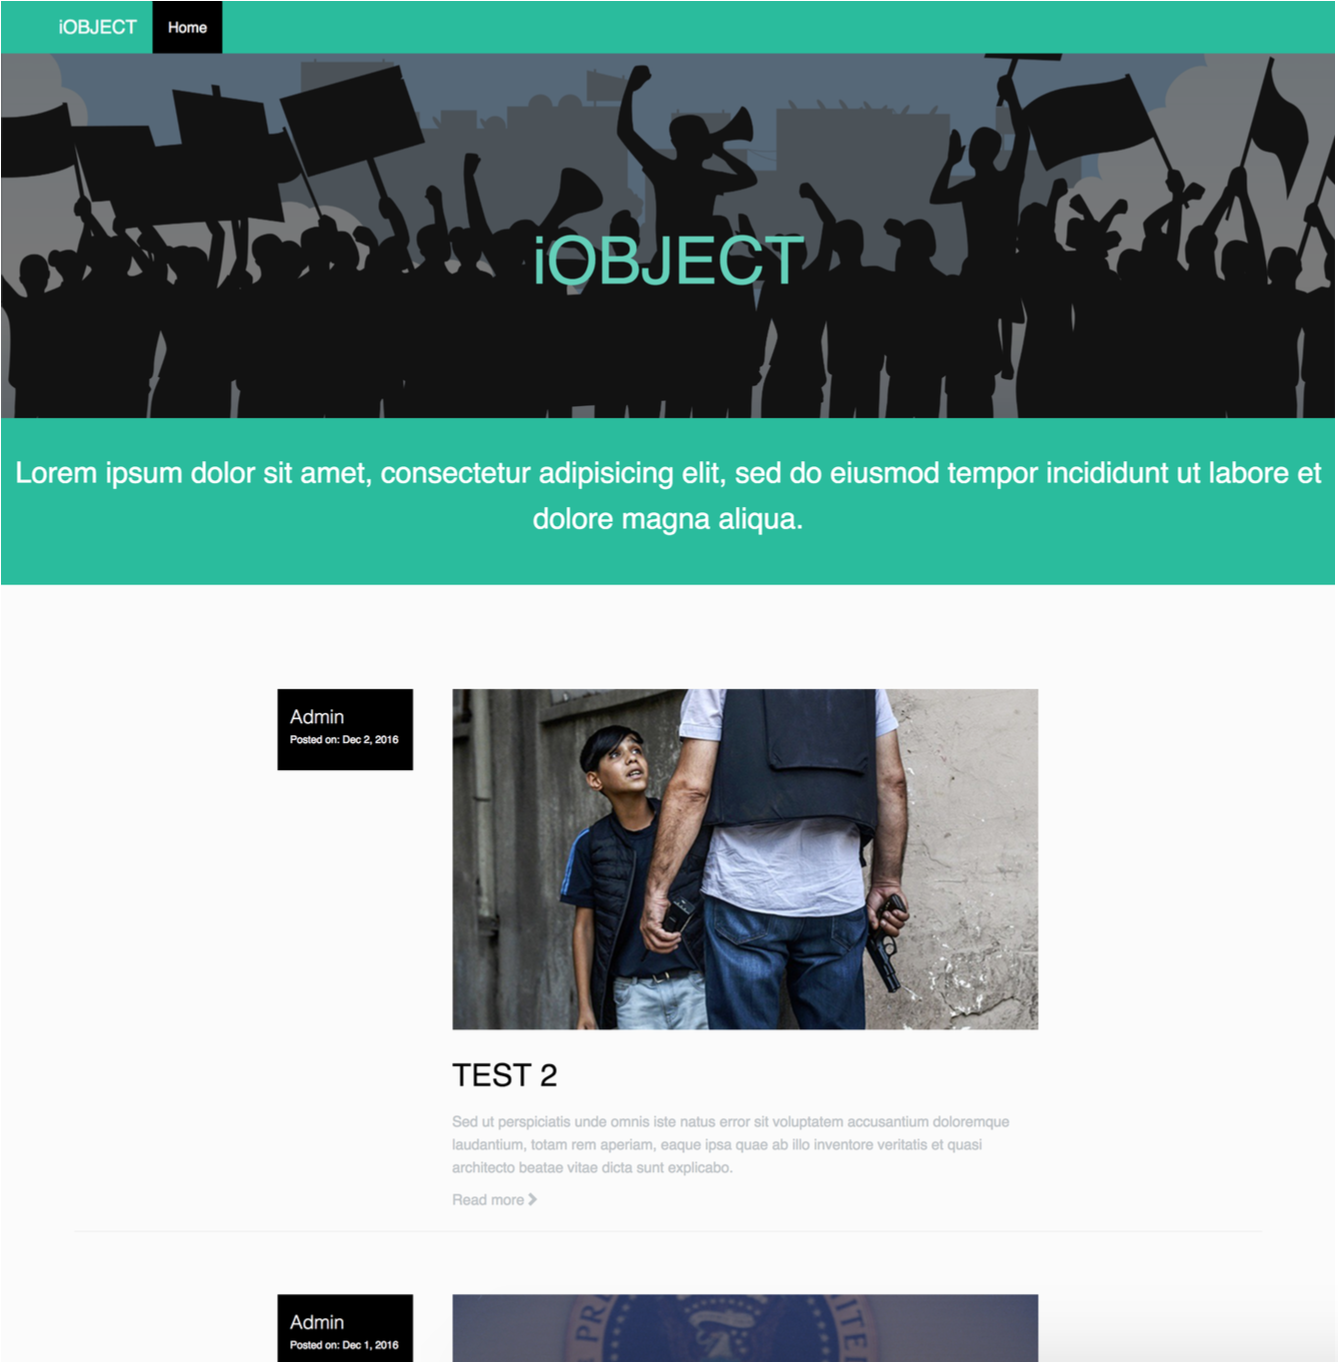 iOBJECT Home
iOBJECT
Lorem ipsum dolor sit amet, consectetur adipisicing elit, sed do eiusmod tempor incididunt ut labore et
dolore magna aliqua.
Admin
Posted on: Dec 2, 2016
TEST 2
Sed ut perspiciatis unde omnis iste natus error sit voluptatem accusantium doloremque
laudantium, totam rem aperiam, eaque ipsa quae ab illo inventore veritatis et quasi
architecto beatae vitae dicta sunt explicabo.
Read more
Admin
Posted on: Dec 1, 2016